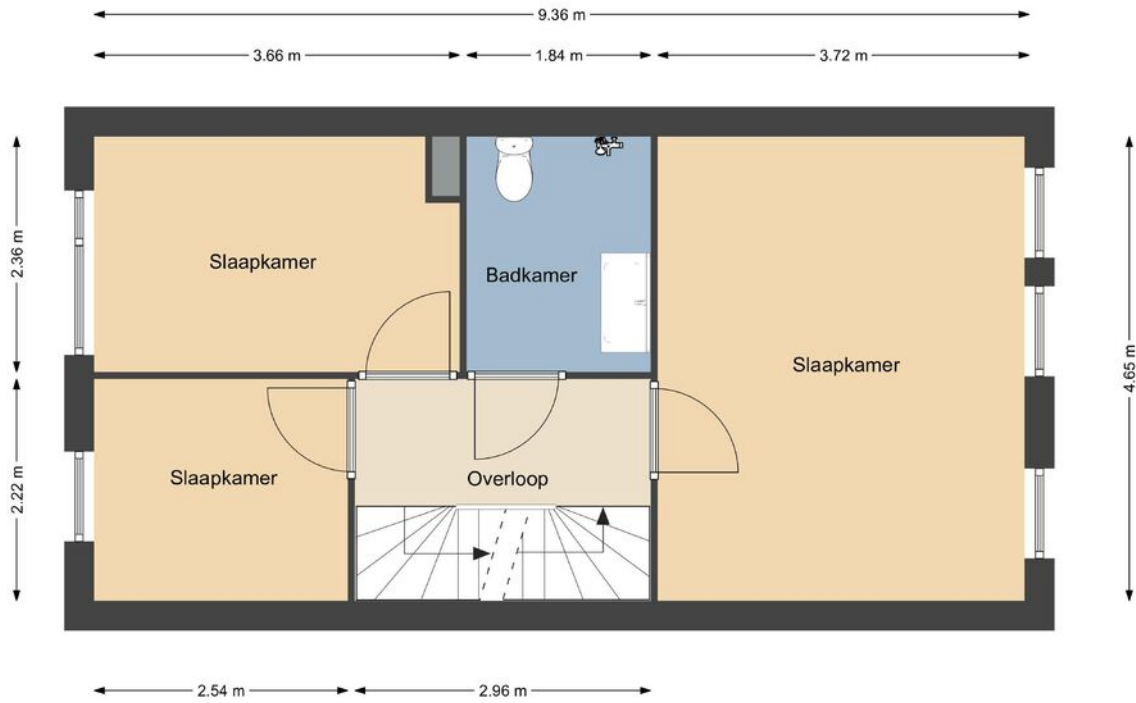 9.36 m
3.66 m
1.84 m
3.72 m
2.36 m
Slaapkamer
Badkamer
Slaapkamer
4.65 m
2.22 m
Slaapkamer
Overloop
2.54 m
2.96 m